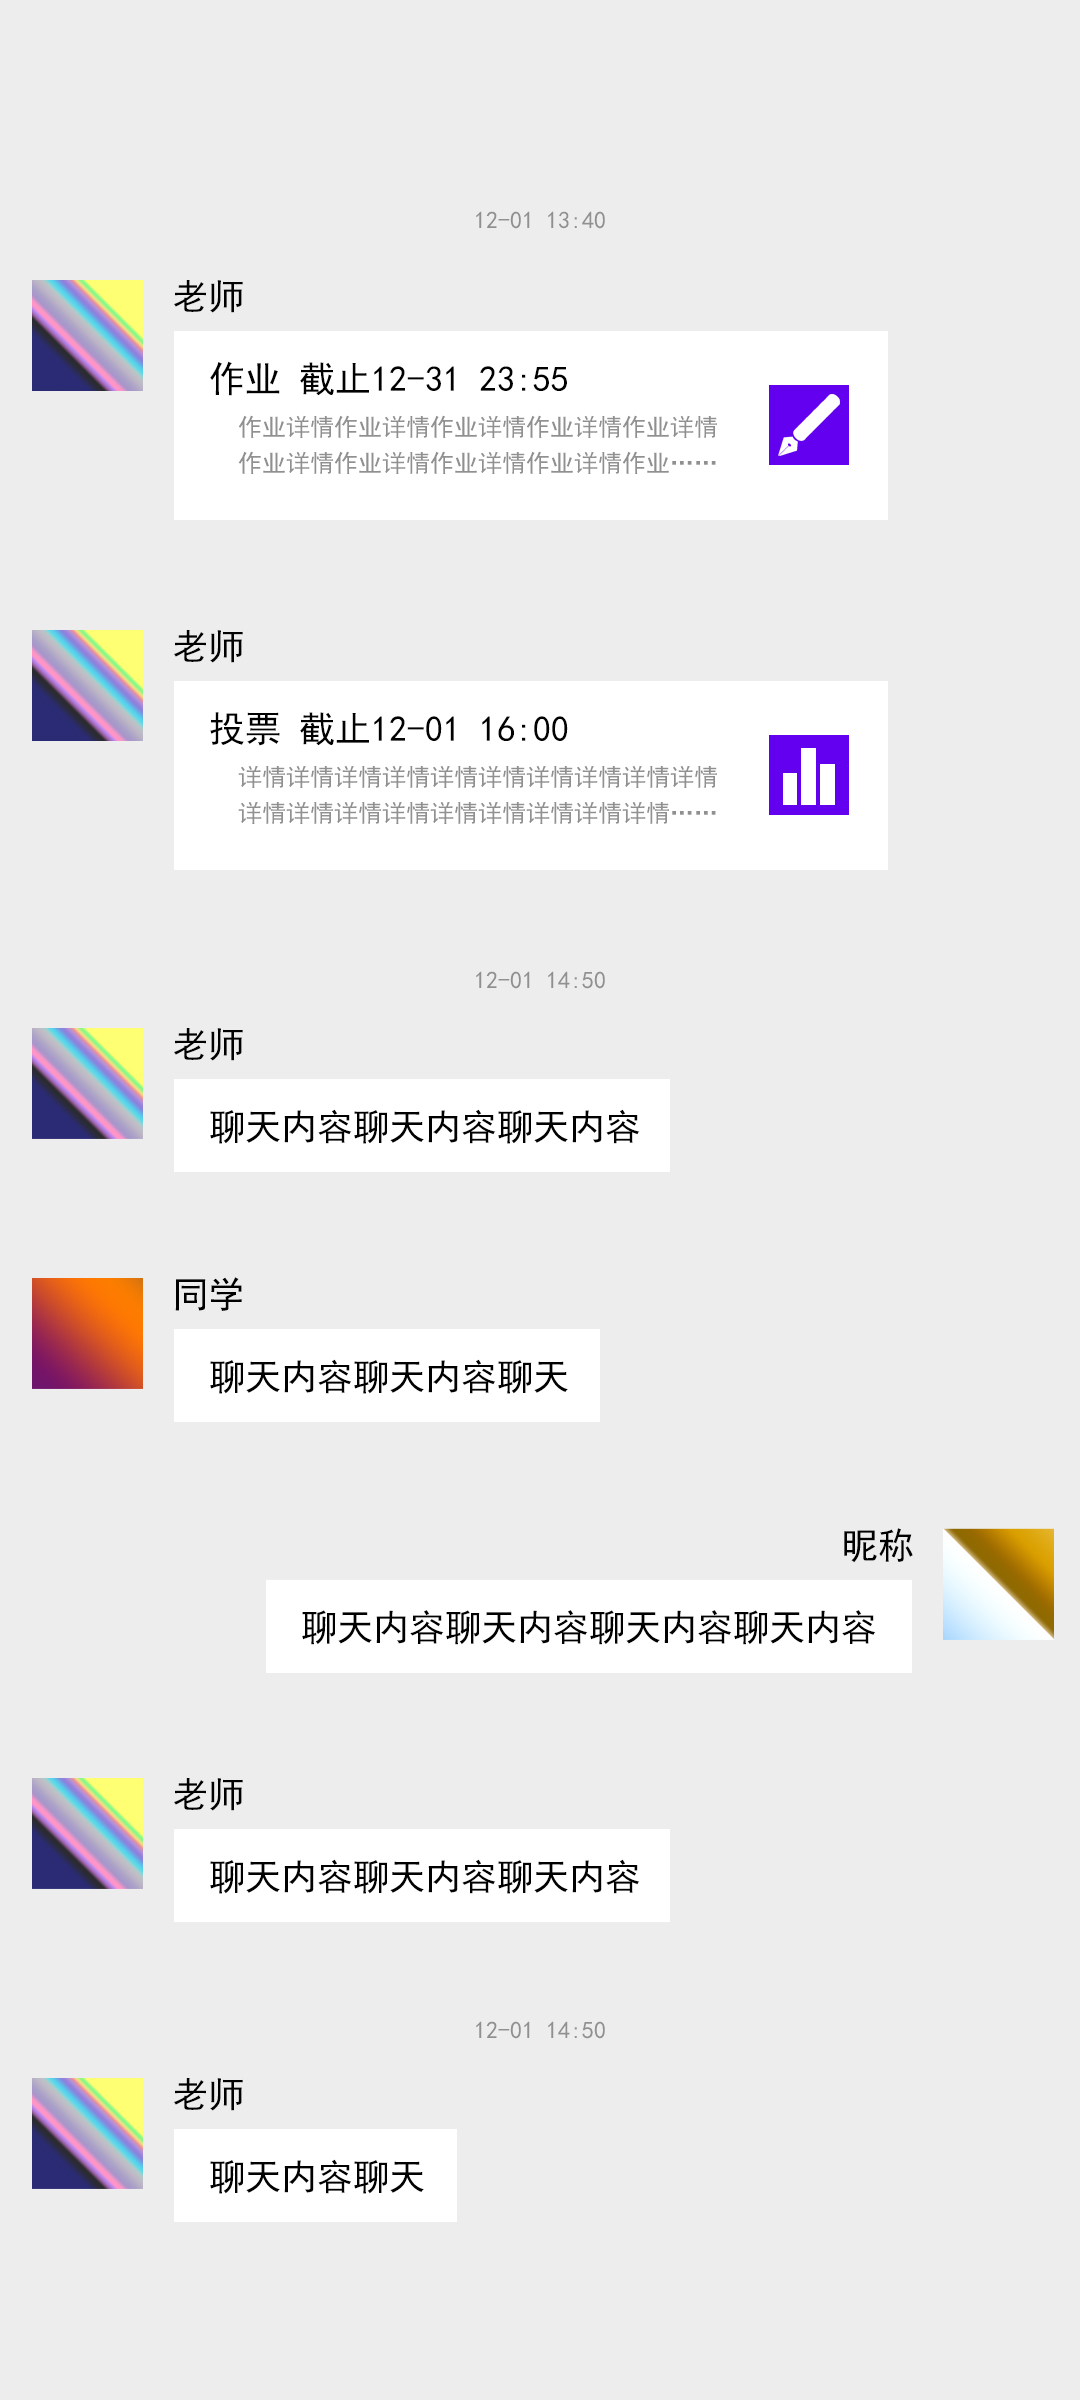 12-01 13:40
老师
作业 截止12-31 23:55
作业详情作业详情作业详情作业详情作业详情
作业详情作业详情作业详情作业详情作业……
老师
投票 截止12-01 16:00
详情详情详情详情详情详情详情详情详情详情
详情详情详情详情详情详情详情详情详情……
12-01 14:50
老师
聊天内容聊天内容聊天内容
同学
聊天内容聊天内容聊天
昵称
聊天内容聊天内容聊天内容聊天内容
老师
聊天内容聊天内容聊天内容
12-01 14:50
老师
聊天内容聊天